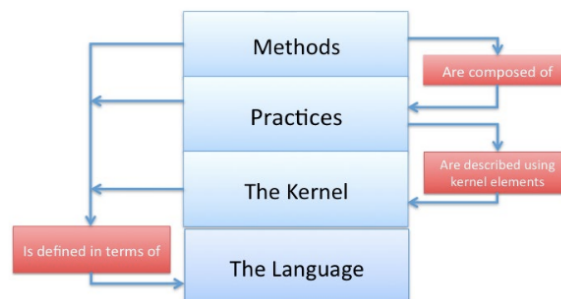 Methods
Are composed of
Practices
Are described using
kernel elements
The Kernel
Is defined in terms of
The Language